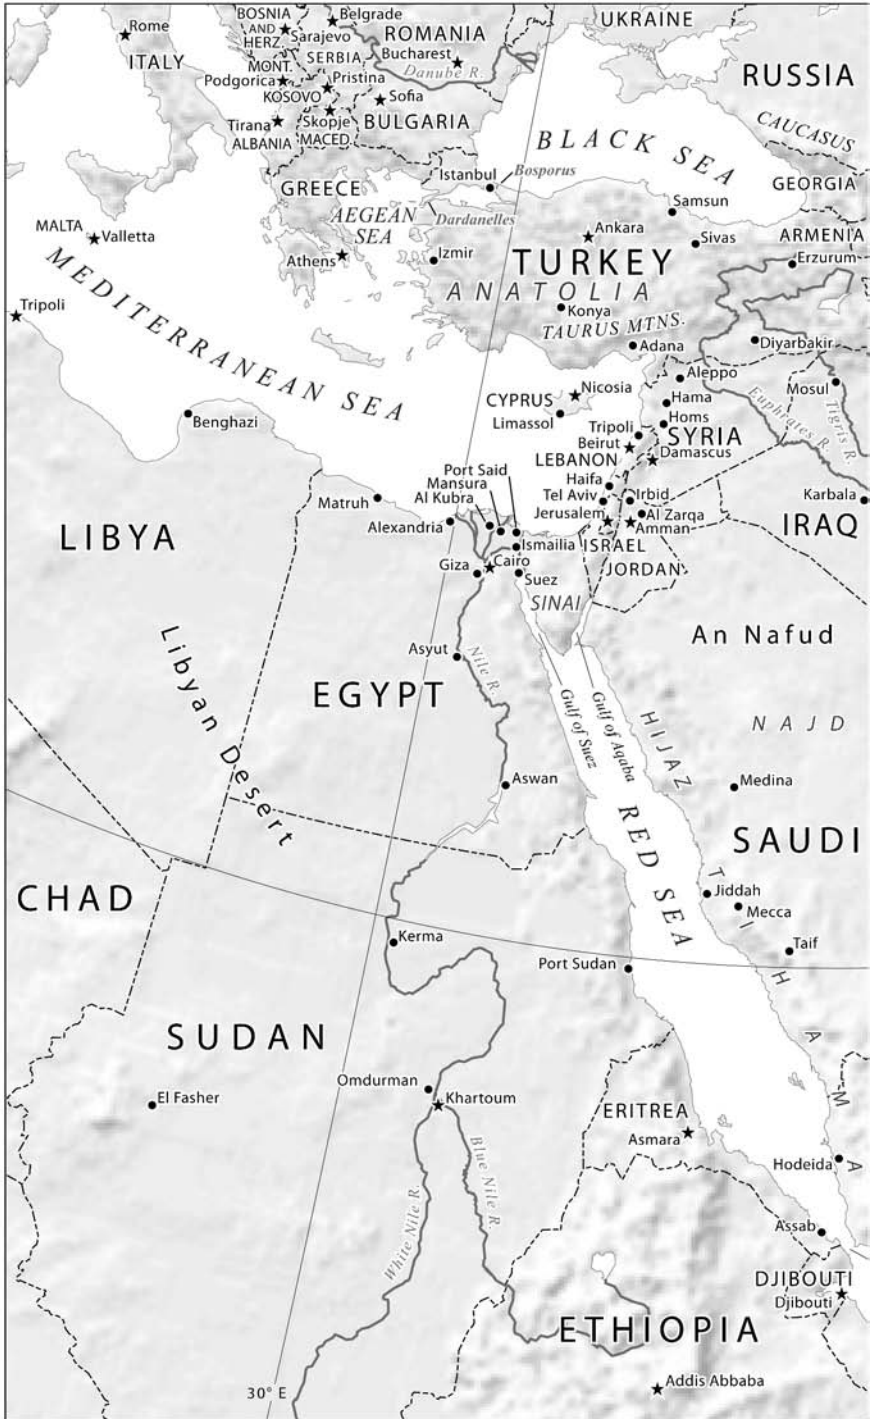 BOSNIA
AND
HERZ.
Belgrade
Rome
Sarajevo
ROMANIA
UKRAINE
ITALY
SERBIA
Bucharest
MONT.
Danube R.
RUSSIA
Podgorica
Pristina
KOSOVO
Sofia
Skopje
BULGARIA
Tirana
ALBANIA
MACED.
BLACK SEA
CAUCASUS
Istanbul
Bosporus
GREECE
GEORGIA
AEGEAN
SEA
Dardanelles
Samsun
MALTA
Valletta
Ankara
Sivas
ARMENIA
Athens
Izmir
TURKEY
Erzurum
MEDITERRANEAN SEA
ANATOLIA
Tripoli
Konya
TAURUS MTNS.
Adana
Diyarbakir
Aleppo
Nicosia
Mosul
CYPRUS
Hama
Euphrates R.
Tigris R.
Benghazi
Limassol
Homs
Tripoli
SYRIA
Beirut
LEBANON
Damascus
Port Said
Mansura
Al Kubra
Haifa
Matruh
Tel Aviv
Irbid
Karbala
Alexandria
Jerusalem
Al Zarqa
Amman
IRAQ
LIBYA
Ismailia
ISRAEL
Giza
Cairo
Suez
JORDAN
SINAI
Libyan Desert
An Nafud
Asyut
Nile R.
EGYPT
Gulf of Suez
Gulf of Aqaba
HIJAZ
NAJD
Aswan
Medina
RED SEA
SAUDI
CHAD
TIHAMA
Jiddah
Mecca
Kerma
Taif
Port Sudan
SUDAN
Omdurman
El Fasher
Khartoum
ERITREA
Asmara
White Nile R.
Blue Nile R.
Hodeida
Assab
DJIBOUTI
Djibouti
ETHIOPIA
Addis Abbaba
30° E